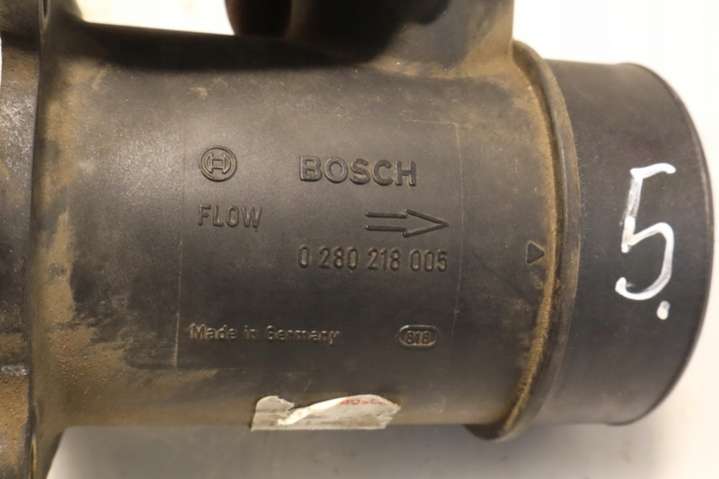 BOSCH
FLOW
0 280 218 005
Made in Germany
818
5.